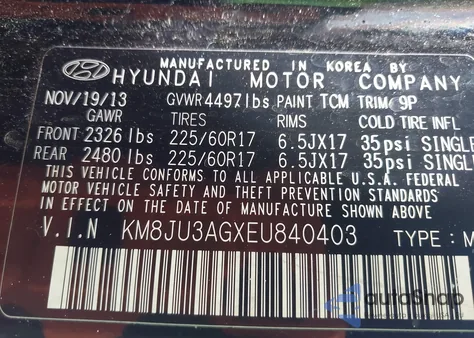 MANUFACTURED IN KOREA BY
HYUNDAI MOTOR COMPANY
NOV/19/13 GVWR 4497lbs PAINT TCM TRIM 9P
GAWR TIRES RIMS COLD TIRE INFL
FRONT 2326 lbs 225/60R17 6.5JX17 35psi SINGLE
REAR 2480 lbs 225/60R17 6.5JX17 35psi SINGLE
THIS VEHICLE CONFORMS TO ALL APPLICABLE U.S.A. FEDERAL
MOTOR VEHICLE SAFETY AND THEFT PREVENTION STANDARDS
IN EFFECT ON THE DATE OF MANUFACTURE SHOWN ABOVE.
V.I.N KM8JU3AGXEU840403 TYPE: M
autoSnap